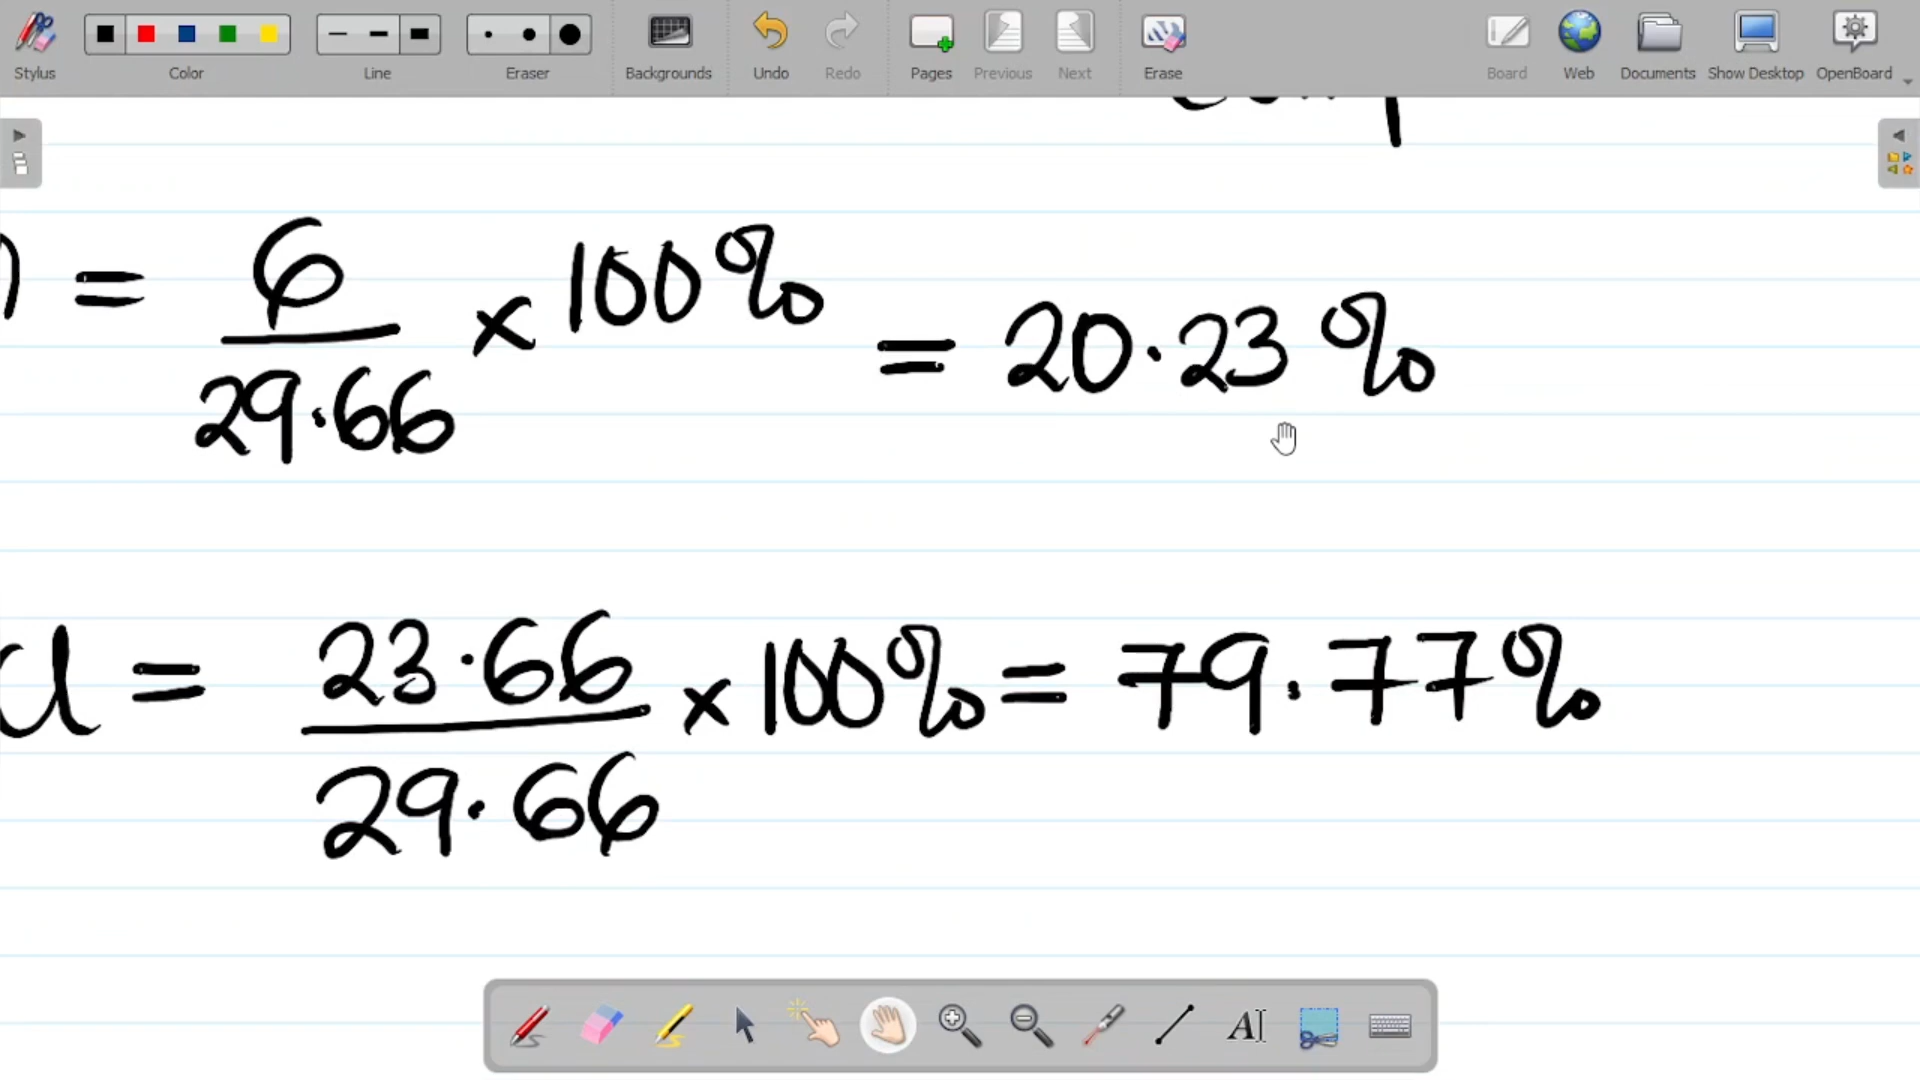 Stylus Color Line Eraser Backgrounds Undo Redo Pages Previous Next Erase Board Web Documents Show Desktop OpenBoard
= 6/29.66 × 100% = 20.23%
= 23.66/29.66 × 100% = 79.77%